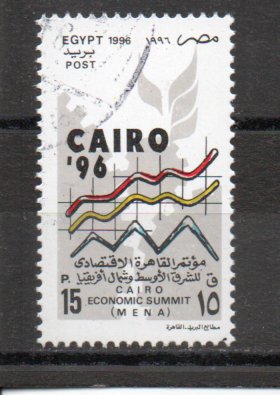 EGYPT 1996 ١٩٩٦ مصر
بريد
POST
CAIRO
'96
مؤتمر القاهرة الاقتصادى
للشرق الأوسط وشمال أفريقيا
P. ق
15 CAIRO ١٥
ECONOMIC SUMMIT
(MENA)
مطابع البريد - القاهرة